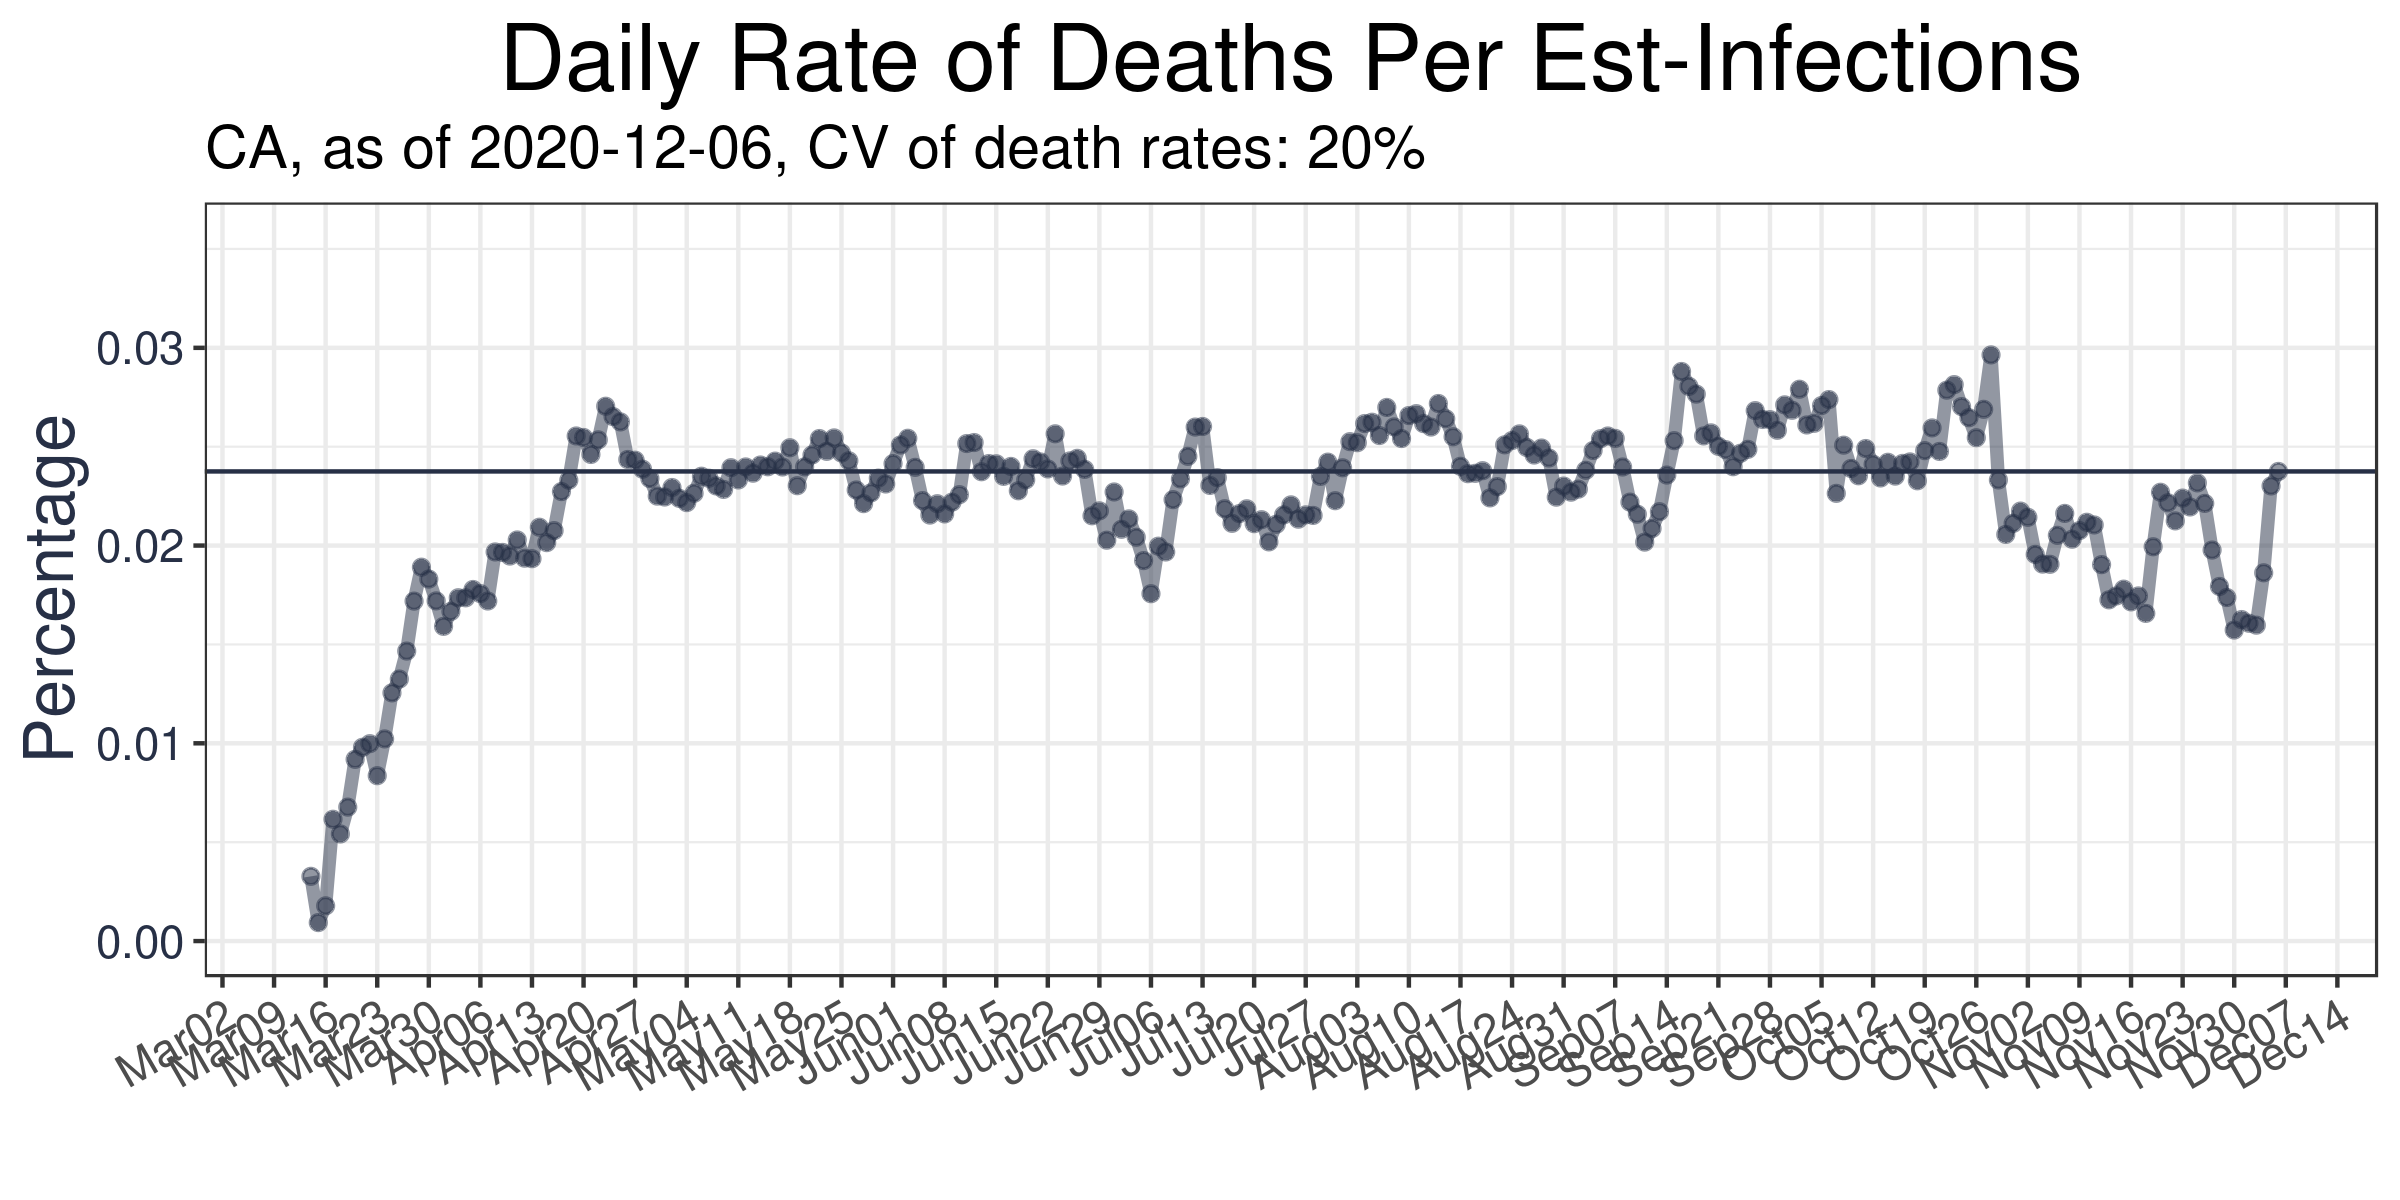 Daily Rate of Deaths Per Est-Infections
CA, as of 2020-12-06, CV of death rates: 20%
Percentage
0.03
0.02
0.01
0.00
Mar02
Mar09
Mar16
Mar23
Mar30
Apr06
Apr13
Apr20
Apr27
May04
May11
May18
May25
Jun01
Jun08
Jun15
Jun22
Jun29
Jul06
Jul13
Jul20
Jul27
Aug03
Aug10
Aug17
Aug24
Aug31
Sep07
Sep14
Sep21
Sep28
Oct05
Oct12
Oct19
Oct26
Nov02
Nov09
Nov16
Nov23
Nov30
Dec07
Dec14